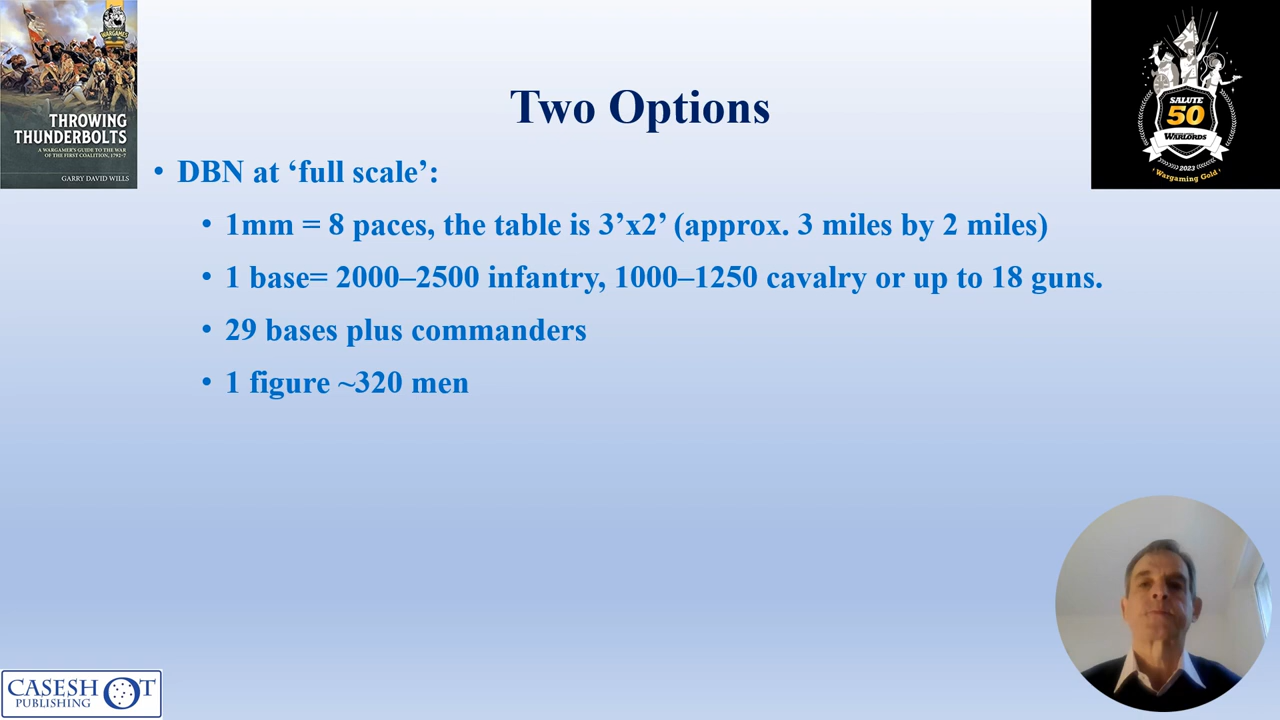 THROWING
THUNDERBOLTS
A WARGAMER'S GUIDE TO THE WAR
OF THE FIRST COALITION, 1792-7
GARRY DAVID WILLS
SALUTE
50
WARLORDS
2023
Wargaming Gold
Two Options
• DBN at ‘full scale’:
• 1mm = 8 paces, the table is 3’x2’ (approx. 3 miles by 2 miles)
• 1 base= 2000–2500 infantry, 1000–1250 cavalry or up to 18 guns.
• 29 bases plus commanders
• 1 figure ~320 men
CASESHOT
PUBLISHING